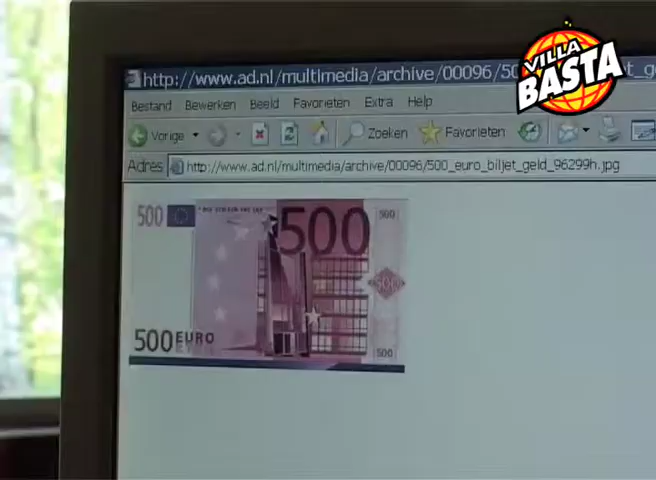 VILLA
BASTA
http://www.ad.nl/multimedia/archive/00096/50
Bestand Bewerken Beeld Favorieten Extra Help
Vorige Zoeken Favorieten
Adres http://www.ad.nl/multimedia/archive/00096/500_euro_biljet_geld_96299h.jpg
500 500 500
500
500 EURO 500